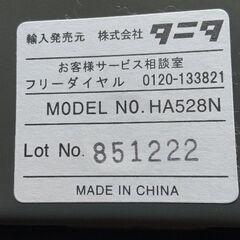 輸入発売元 株式会社 タニタ
お客様サービス相談室
フリーダイヤル 0120-133821
MODEL NO. HA528N
Lot No. 851222
MADE IN CHINA